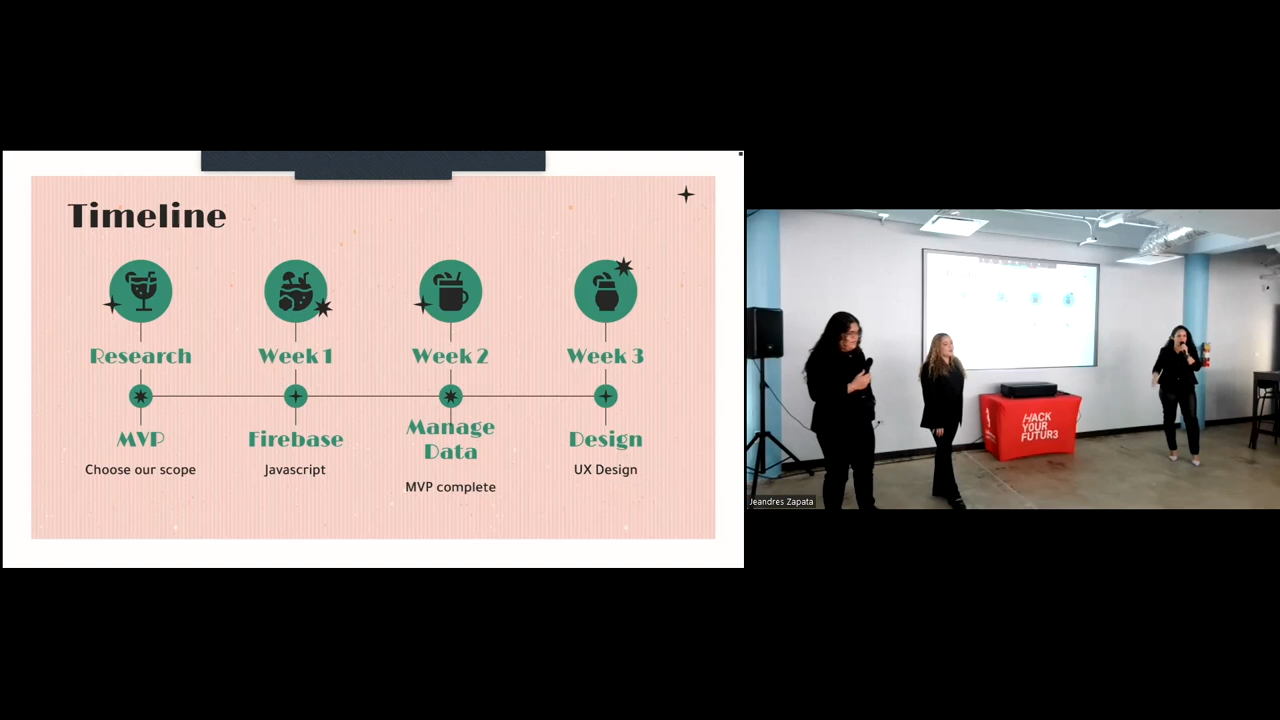 Timeline
Research
Week 1
Week 2
Week 3
MVP
Firebase
Manage
Data
Design
Choose our scope
Javascript
MVP complete
UX Design
HACK
YOUR
FUTUR3
Jeandres Zapata